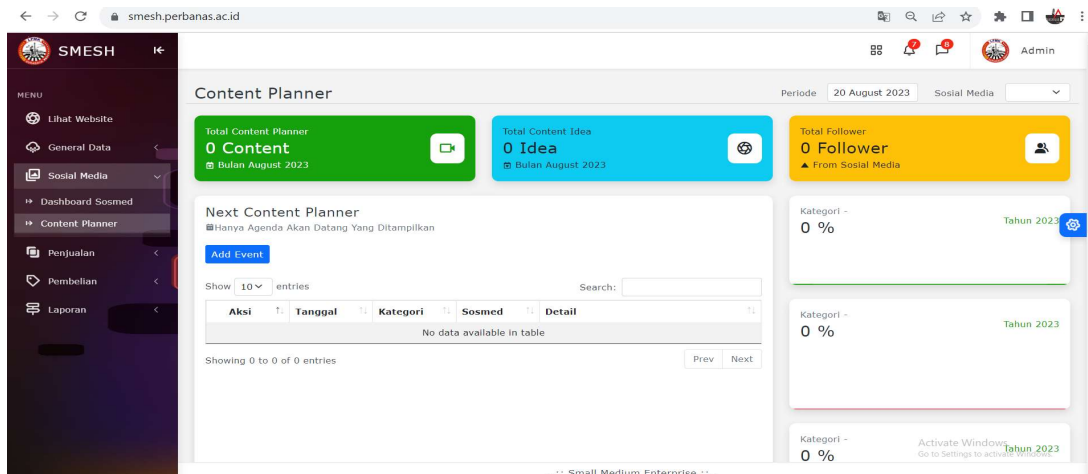 smesh.perbanas.ac.id
SMESH
7
8
Admin
MENU
Lihat Website
General Data
Sosial Media
Dashboard Sosmed
Content Planner
Penjualan
Pembelian
Laporan
Content Planner
Periode 20 August 2023 Sosial Media
Total Content Planner
0 Content
Bulan August 2023
Total Content Idea
0 Idea
Bulan August 2023
Total Follower
0 Follower
From Sosial Media
Next Content Planner
Hanya Agenda Akan Datang Yang Ditampilkan
Add Event
Show 10 entries Search:
Aksi Tanggal Kategori Sosmed Detail
No data available in table
Showing 0 to 0 of 0 entries Prev Next
Kategori -
0 % Tahun 2023
Kategori -
0 % Tahun 2023
Kategori -
0 % Tahun 2023
Activate Windows
Go to Settings to activate Windows.
:: Small Medium Enterprise ::